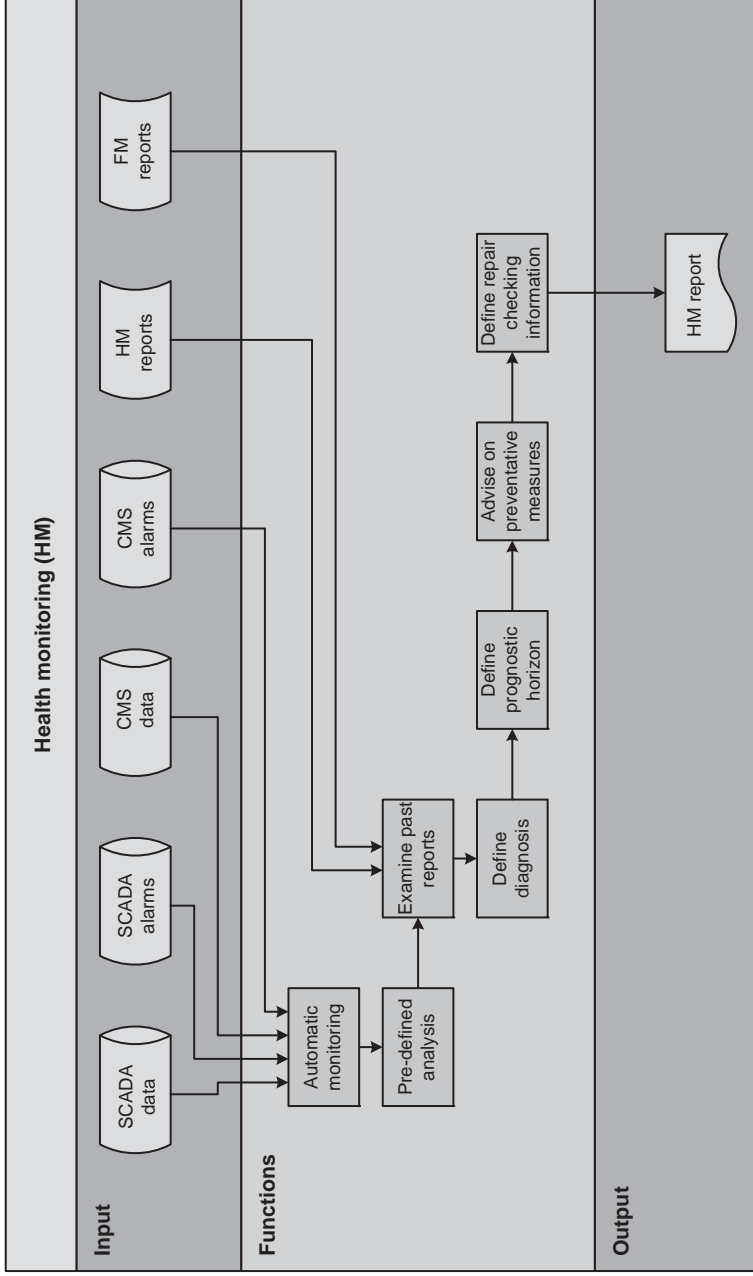 Health monitoring (HM)
Input
SCADA
data
SCADA
alarms
CMS
data
CMS
alarms
HM
reports
FM
reports
Functions
Automatic
monitoring
Pre-defined
analysis
Examine past
reports
Define
diagnosis
Define
prognostic
horizon
Advise on
preventative
measures
Define repair
checking
information
Output
HM report